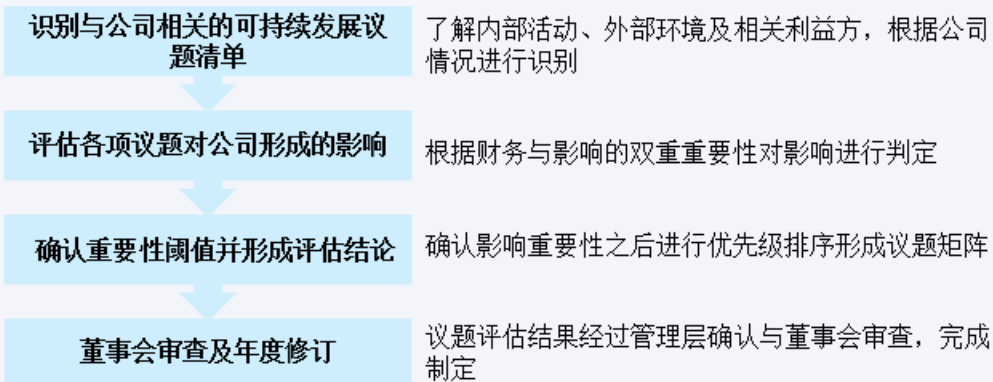 识别与公司相关的可持续发展议
题清单
了解内部活动、外部环境及相关利益方，根据公司
情况进行识别
评估各项议题对公司形成的影响
根据财务与影响的双重重要性对影响进行判定
确认重要性阈值并形成评估结论
确认影响重要性之后进行优先级排序形成议题矩阵
董事会审查及年度修订
议题评估结果经过管理层确认与董事会审查，完成
制定